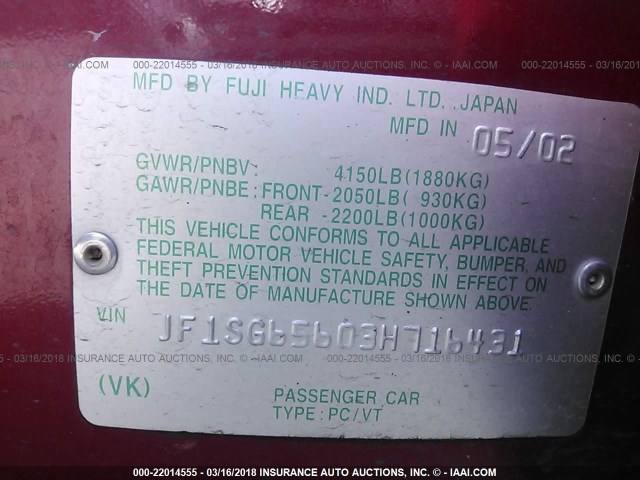 000-22014555 - 03/16/2018 INSURANCE AUTO AUCTIONS, INC. - © IAAI.COM
MFD BY FUJI HEAVY IND. LTD. JAPAN
MFD IN 05/02
GVWR/PNBV: 4150LB(1880KG)
GAWR/PNBE: FRONT-2050LB( 930KG)
REAR -2200LB(1000KG)
THIS VEHICLE CONFORMS TO ALL APPLICABLE
FEDERAL MOTOR VEHICLE SAFETY, BUMPER, AND
THEFT PREVENTION STANDARDS IN EFFECT ON
THE DATE OF MANUFACTURE SHOWN ABOVE.
VIN JF1SG65603H716431
(VK) PASSENGER CAR
TYPE: PC/VT
000-22014555 - 03/16/2018 INSURANCE AUTO AUCTIONS, INC. - © IAAI.COM